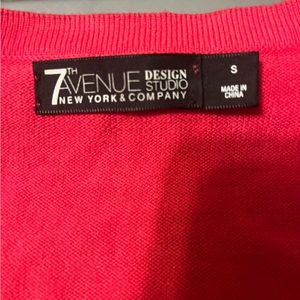 7TH AVENUE DESIGN STUDIO
NEW YORK & COMPANY
S
MADE IN
CHINA